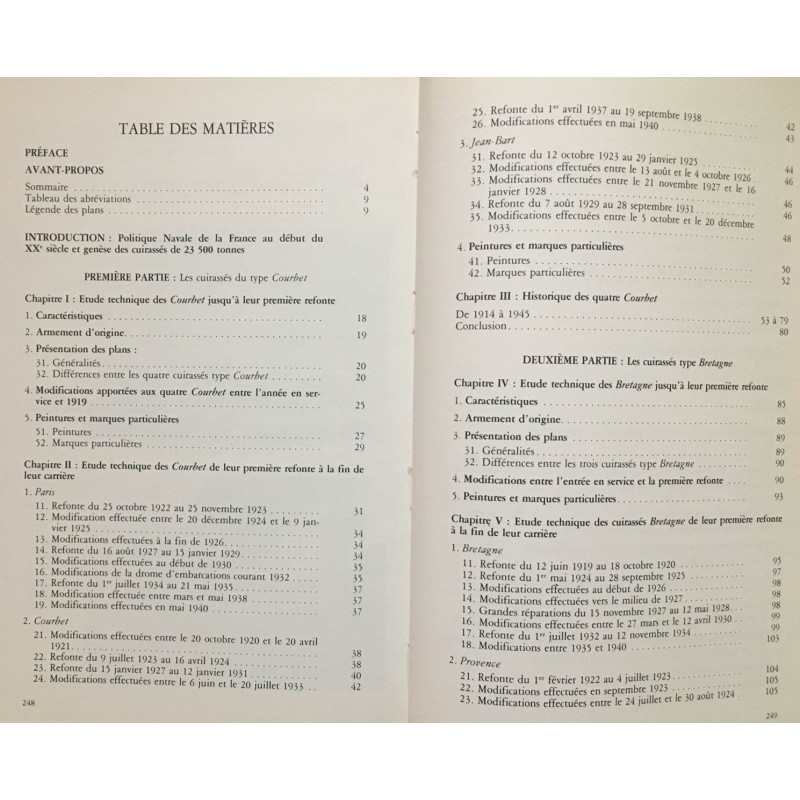 TABLE DES MATIÈRES
PRÉFACE
AVANT-PROPOS
Sommaire 4
Tableau des abréviations 9
Légende des plans 9
INTRODUCTION : Politique Navale de la France au début du
XXe siècle et genèse des cuirassés de 23 500 tonnes
PREMIÈRE PARTIE : Les cuirassés du type Courbet
Chapitre I : Etude technique des Courbet jusqu'à leur première refonte
1. Caractéristiques 18
2. Armement d'origine 19
3. Présentation des plans :
31. Généralités 20
32. Différences entre les quatre cuirassés type Courbet 20
4. Modifications apportées aux quatre Courbet entre l'année en ser-
vice et 1919 25
5. Peintures et marques particulières
51. Peintures 27
52. Marques particulières 29
Chapitre II : Etude technique des Courbet de leur première refonte à la fin de
leur carrière
1. Paris
11. Refonte du 25 octobre 1922 au 25 novembre 1923 31
12. Modification effectuée entre le 20 décembre 1924 et le 9 jan-
vier 1925 34
13. Modifications effectuées à la fin de 1926 34
14. Refonte du 16 août 1927 au 15 janvier 1929 34
15. Modifications effectuées au début de 1930 35
16. Modifications de la drome d'embarcations courant 1932 35
17. Refonte du 1er juillet 1934 au 21 mai 1935 37
18. Modification effectuée entre mars et mai 1938 37
19. Modifications effectuées en mai 1940 37
2. Courbet
21. Modifications effectuées entre le 20 octobre 1920 et le 20 avril
1921 38
22. Refonte du 9 juillet 1923 au 16 avril 1924 38
23. Refonte du 15 janvier 1927 au 12 janvier 1931 40
24. Modifications effectuées entre le 6 juin et le 20 juillet 1933 42
248
25. Refonte du 1er avril 1937 au 19 septembre 1938 42
26. Modifications effectuées en mai 1940 43
3. Jean-Bart
31. Refonte du 12 octobre 1923 au 29 janvier 1925 44
32. Modifications effectuées entre le 13 août et le 4 octobre 1926 46
33. Modifications effectuées entre le 21 novembre 1927 et le 16
janvier 1928 46
34. Refonte du 7 août 1929 au 28 septembre 1931 46
35. Modifications effectuées entre le 5 octobre et le 20 décembre
1933 48
4. Peintures et marques particulières
41. Peintures 50
42. Marques particulières 52
Chapitre III : Historique des quatre Courbet
De 1914 à 1945 53 à 79
Conclusion 80
DEUXIÈME PARTIE : Les cuirassés type Bretagne
Chapitre IV : Etude technique des Bretagne jusqu'à leur première refonte
1. Caractéristiques 85
2. Armement d'origine 88
3. Présentation des plans 89
31. Généralités 89
32. Différences entre les trois cuirassés type Bretagne 90
4. Modifications entre l'entrée en service et la première refonte 90
5. Peintures et marques particulières 93
Chapitre V : Etude technique des cuirassés Bretagne de leur première refonte
à la fin de leur carrière
1. Bretagne
11. Refonte du 12 juin 1919 au 18 octobre 1920 95
12. Refonte du 1er mai 1924 au 28 septembre 1925 97
13. Modifications effectuées au début de 1926 98
14. Modifications effectuées vers le milieu de 1927 98
15. Grandes réparations du 15 novembre 1927 au 12 mai 1928 98
16. Modifications effectuées entre le 27 mars et le 12 avril 1930 99
17. Refonte du 1er juillet 1932 au 12 novembre 1934 99
18. Modifications entre 1935 et 1940 103
2. Provence
21. Refonte du 1er février 1922 au 4 juillet 1923 104
22. Modifications effectuées en septembre 1923 105
23. Modifications effectuées entre le 24 juillet et le 30 août 1924 105
249